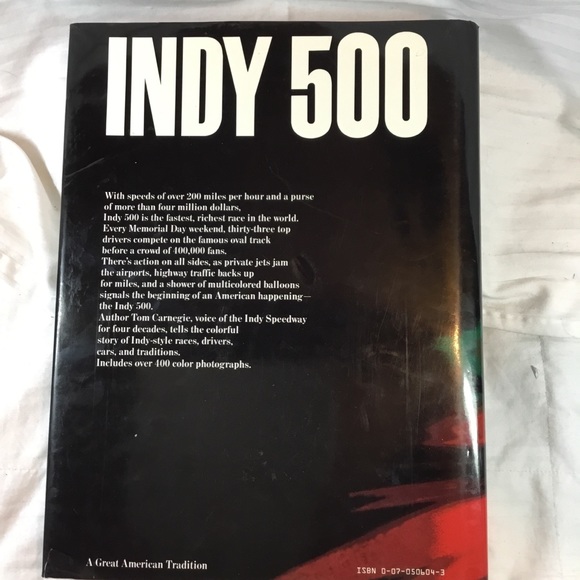 INDY 500
With speeds of over 200 miles per hour and a purse
of more than four million dollars,
Indy 500 is the fastest, richest race in the world.
Every Memorial Day weekend, thirty-three top
drivers compete on the famous oval track
before a crowd of 400,000 fans.
There's action on all sides, as private jets jam
the airports, highway traffic backs up
for miles, and a shower of multicolored balloons
signals the beginning of an American happening—
the Indy 500.
Author Tom Carnegie, voice of the Indy Speedway
for four decades, tells the colorful
story of Indy-style races, drivers,
cars, and traditions.
Includes over 400 color photographs.
A Great American Tradition
ISBN 0-07-050604-3